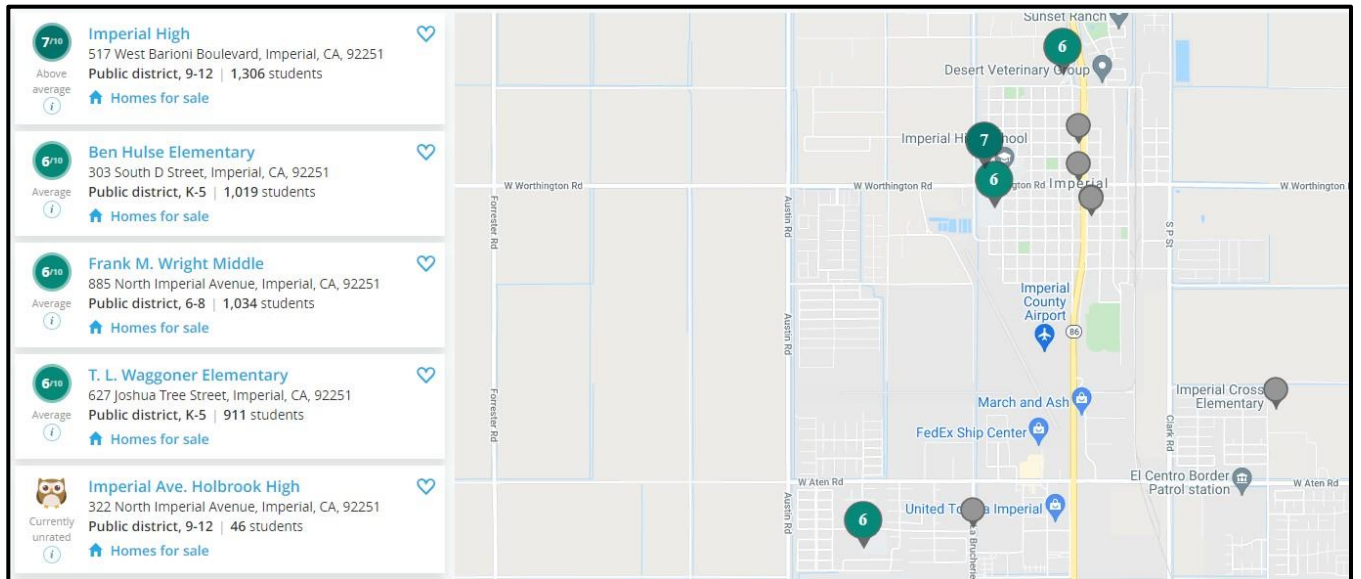 7/10
Above
average
i
Imperial High
517 West Barioni Boulevard, Imperial, CA, 92251
Public district, 9-12 | 1,306 students
Homes for sale
6/10
Average
i
Ben Hulse Elementary
303 South D Street, Imperial, CA, 92251
Public district, K-5 | 1,019 students
Homes for sale
6/10
Average
i
Frank M. Wright Middle
885 North Imperial Avenue, Imperial, CA, 92251
Public district, 6-8 | 1,034 students
Homes for sale
6/10
Average
i
T. L. Waggoner Elementary
627 Joshua Tree Street, Imperial, CA, 92251
Public district, K-5 | 911 students
Homes for sale
Currently
unrated
i
Imperial Ave. Holbrook High
322 North Imperial Avenue, Imperial, CA, 92251
Public district, 9-12 | 46 students
Homes for sale
Sunset Ranch
6
Desert Veterinary Group
7
Imperial High School
6
W Worthington Rd
W Worthington Rd
Imperial
W Worthington
Forrester Rd
Austin Rd
S P St
Imperial
County
Airport
86
Austin Rd
Forrester Rd
Imperial Cross
Elementary
March and Ash
FedEx Ship Center
Clark Rd
El Centro Border
Patrol station
W Aten Rd
W Aten Rd
Austin Rd
6
United
Imperial
La Brucherie